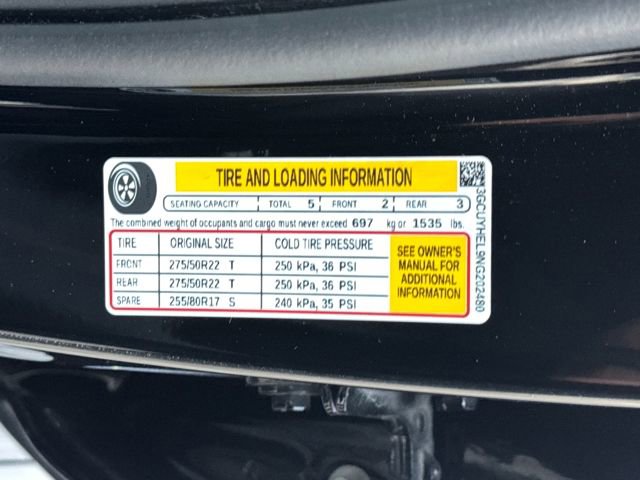 TIRE AND LOADING INFORMATION
SEATING CAPACITY TOTAL 5 FRONT 2 REAR 3
The combined weight of occupants and cargo must never exceed 697 kg or 1535 lbs.
TIRE ORIGINAL SIZE COLD TIRE PRESSURE
FRONT 275/50R22 T 250 kPa, 36 PSI
REAR 275/50R22 T 250 kPa, 36 PSI
SPARE 255/80R17 S 240 kPa, 35 PSI
SEE OWNER'S
MANUAL FOR
ADDITIONAL
INFORMATION
3GCUYHEL9NG202480